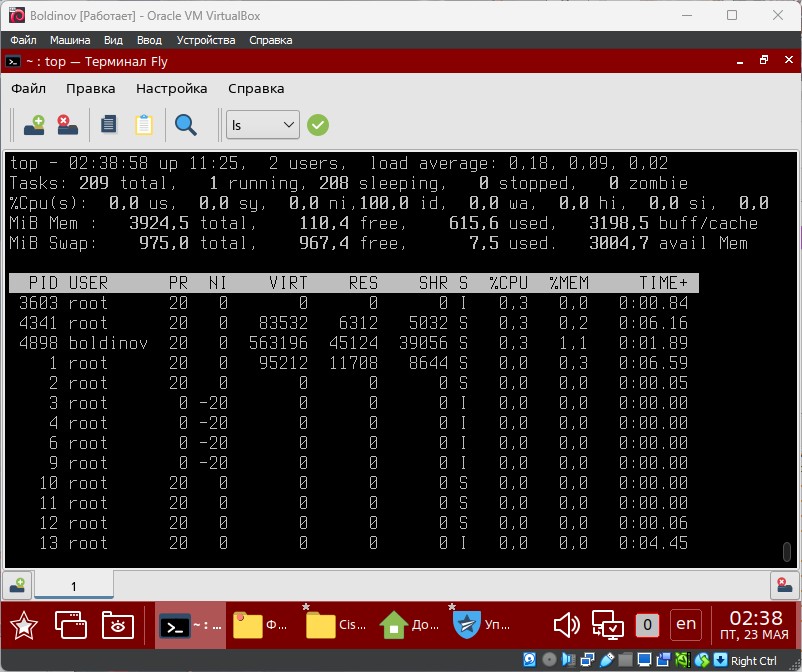 Boldinov [Работает] - Oracle VM VirtualBox
Файл Машина Вид Ввод Устройства Справка
~ : top — Терминал Fly
Файл Правка Настройка Справка
ls
top - 02:38:58 up 11:25, 2 users, load average: 0,18, 0,09, 0,02
Tasks: 209 total, 1 running, 208 sleeping, 0 stopped, 0 zombie
%Cpu(s): 0,0 us, 0,0 sy, 0,0 ni,100,0 id, 0,0 wa, 0,0 hi, 0,0 si, 0,0
MiB Mem : 3924,5 total, 110,4 free, 615,6 used, 3198,5 buff/cache
MiB Swap: 975,0 total, 967,4 free, 7,5 used. 3004,7 avail Mem
PID USER PR NI VIRT RES SHR S %CPU %MEM TIME+
3603 root 20 0 0 0 0 I 0,3 0,0 0:00.84
4341 root 20 0 83532 6312 5032 S 0,3 0,2 0:06.16
4898 boldinov 20 0 563196 45124 39056 S 0,3 1,1 0:01.89
1 root 20 0 95212 11708 8644 S 0,0 0,3 0:06.59
2 root 20 0 0 0 0 S 0,0 0,0 0:00.05
3 root 0 -20 0 0 0 I 0,0 0,0 0:00.00
4 root 0 -20 0 0 0 I 0,0 0,0 0:00.00
6 root 0 -20 0 0 0 I 0,0 0,0 0:00.00
9 root 0 -20 0 0 0 I 0,0 0,0 0:00.00
10 root 20 0 0 0 0 S 0,0 0,0 0:00.00
11 root 20 0 0 0 0 S 0,0 0,0 0:00.00
12 root 20 0 0 0 0 S 0,0 0,0 0:00.06
13 root 20 0 0 0 0 I 0,0 0,0 0:04.45
1
~ : ... Ф... Cis... До... Уп... 0 en 02:38
ПТ, 23 МАЯ
Right Ctrl